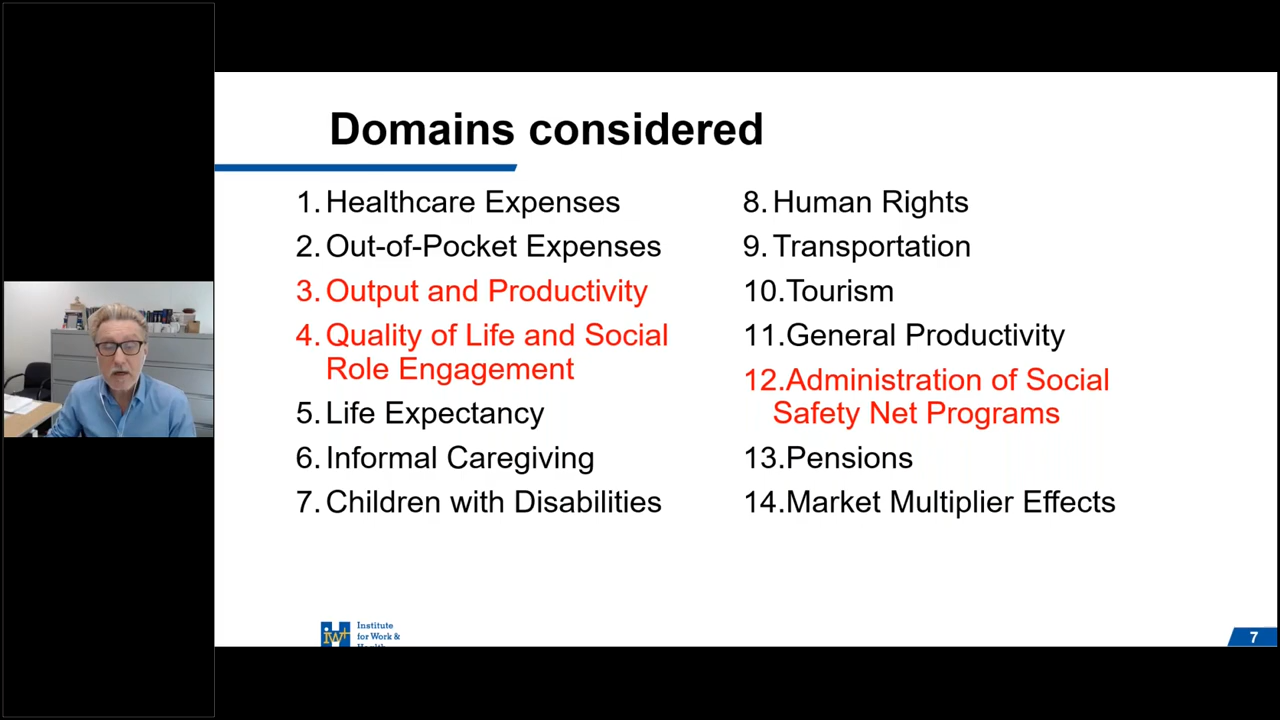 Domains considered
1. Healthcare Expenses
2. Out-of-Pocket Expenses
3. Output and Productivity
4. Quality of Life and Social
Role Engagement
5. Life Expectancy
6. Informal Caregiving
7. Children with Disabilities
8. Human Rights
9. Transportation
10.Tourism
11.General Productivity
12.Administration of Social
Safety Net Programs
13.Pensions
14.Market Multiplier Effects
iw+
Institute
for Work &
7